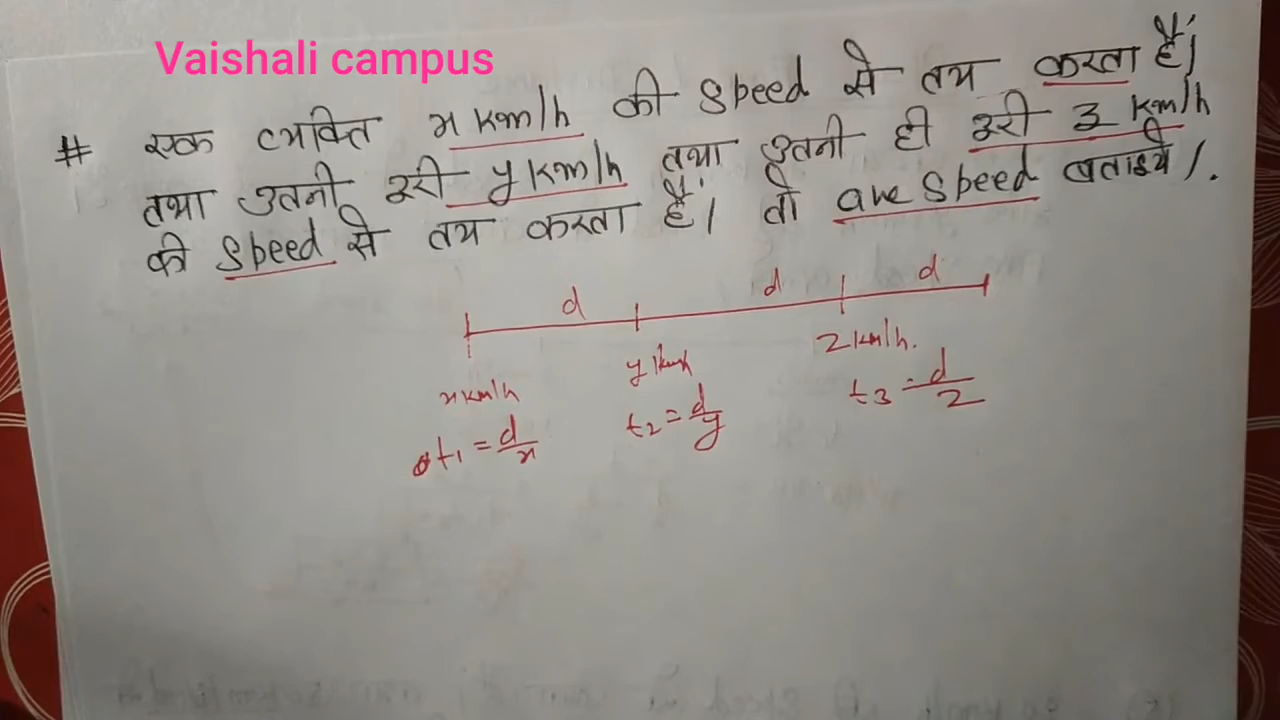 Vaishali campus
# एक व्यक्ति x km/h की speed से तय करता है।
तथा उतनी दूरी y km/h तथा उतनी ही दूरी z km/h
की speed से तय करता है। तो ave speed बताइये।.
d d d
x km/h y km/h z km/h.
t₁ = d/x t₂ = d/y t₃ = d/z